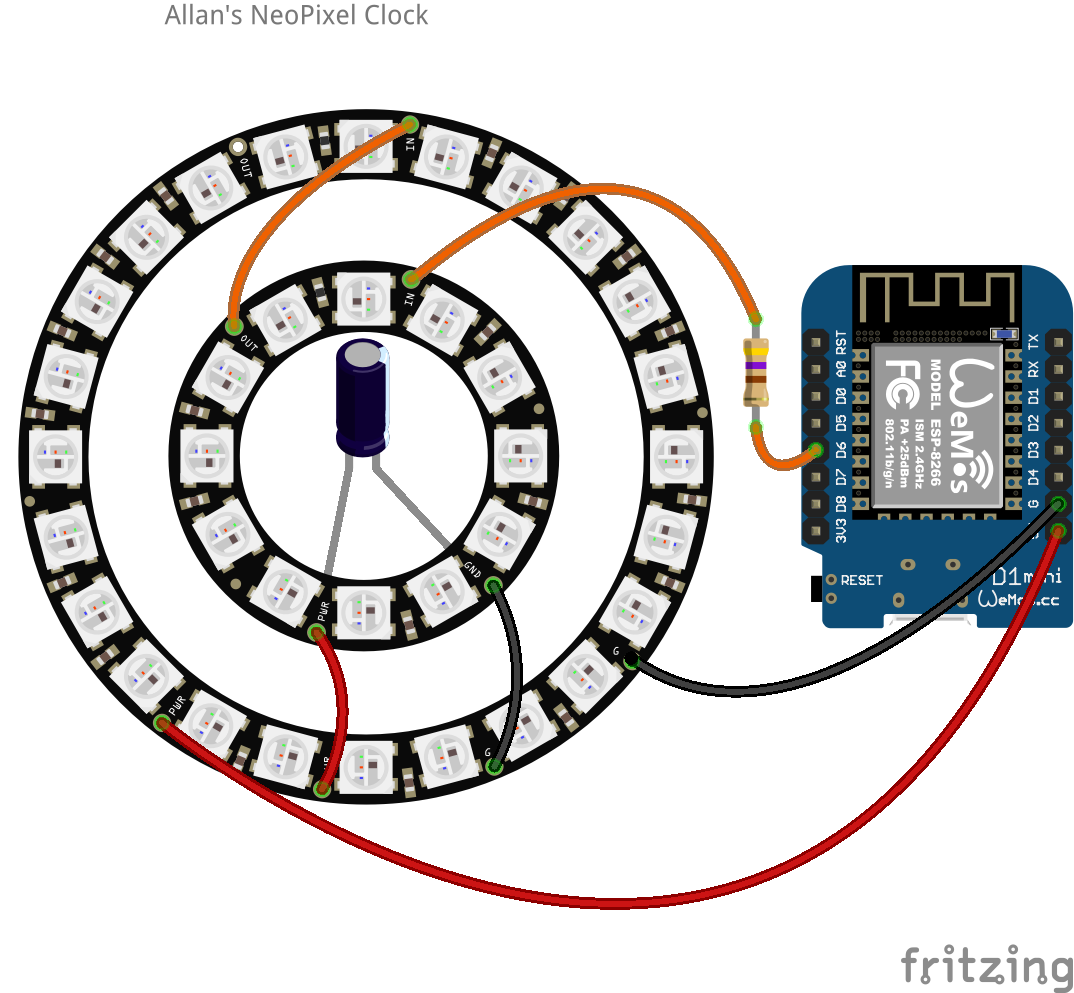 Allan's NeoPixel Clock
OUT
IN
IN
OUT
GND
PWR
G
PWR
G
RST
A0
D0
D5
D6
D7
D8
3V3
TX
RX
D1
D2
D3
D4
G
WeMos
MODEL ESP-8266
ISM 2.4GHz
PA +25dBm
802.11b/g/n
FC
RESET
D1 mini
WeMos.cc
fritzing